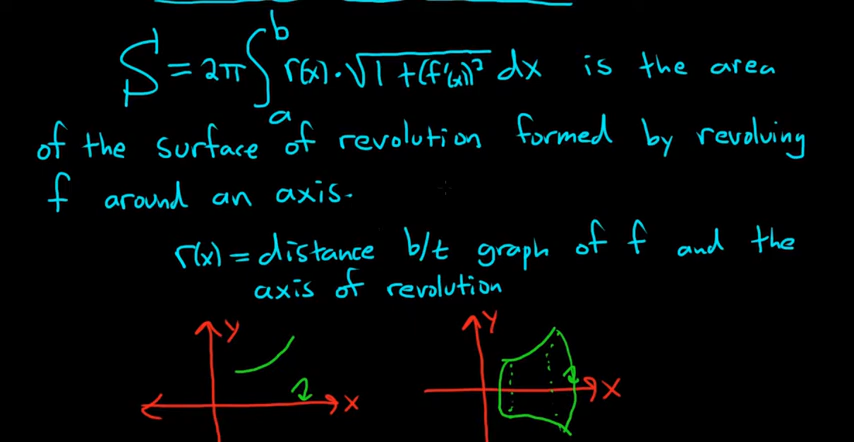 S = 2π ∫ₐᵇ r(x)·√(1+(f'(x))²) dx is the area
of the surface of revolution formed by revolving
f around an axis.
r(x) = distance b/t graph of f and the
axis of revolution
y y
x x